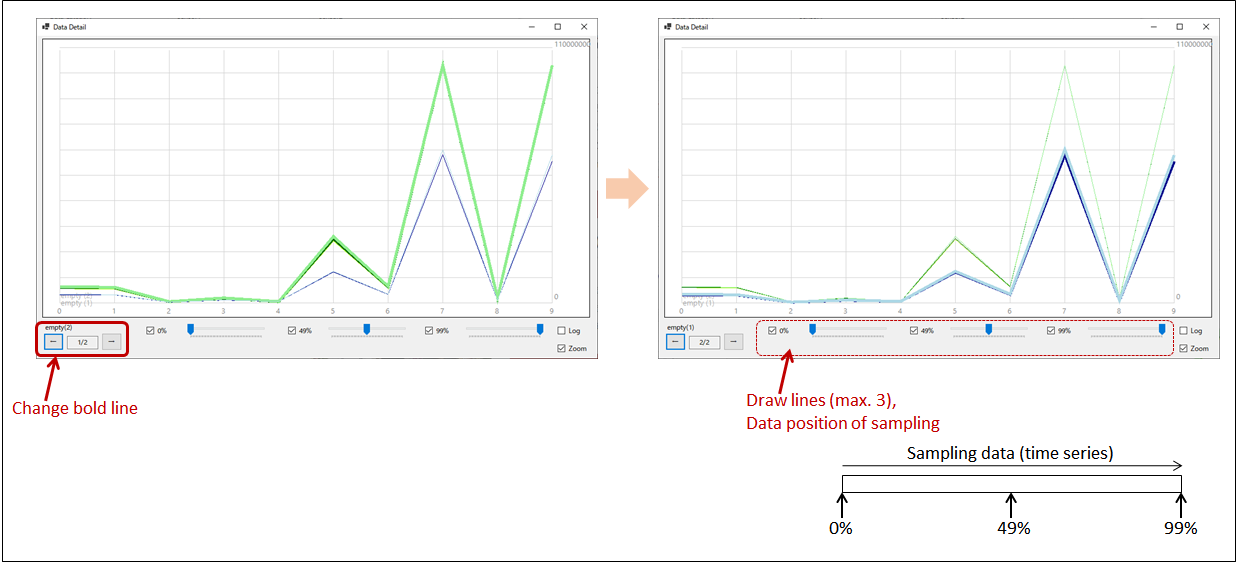 Data Detail
110000000
0
empty (2)
empty (1)
0 1 2 3 4 5 6 7 8 9
empty(2)
← 1/2 →
0% 49% 99% Log
Zoom
Change bold line
Data Detail
110000000
0
empty (1)
0 1 2 3 4 5 6 7 8 9
empty(1)
← 2/2 →
0% 49% 99% Log
Zoom
Draw lines (max. 3),
Data position of sampling
Sampling data (time series)
0% 49% 99%